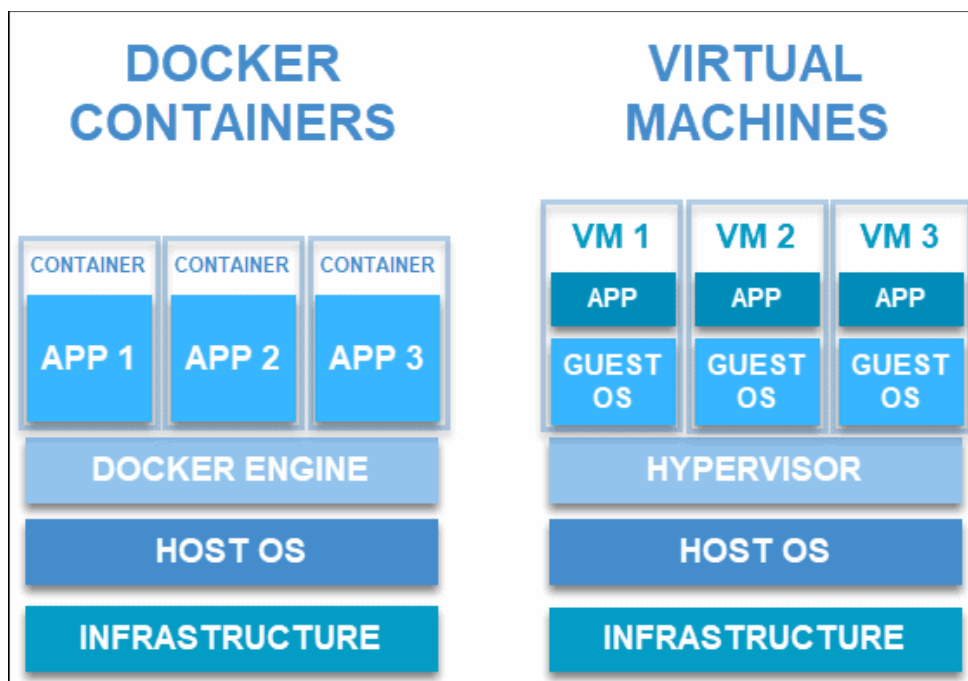 DOCKER
CONTAINERS
CONTAINER
APP 1
CONTAINER
APP 2
CONTAINER
APP 3
DOCKER ENGINE
HOST OS
INFRASTRUCTURE
VIRTUAL
MACHINES
VM 1
APP
GUEST
OS
VM 2
APP
GUEST
OS
VM 3
APP
GUEST
OS
HYPERVISOR
HOST OS
INFRASTRUCTURE